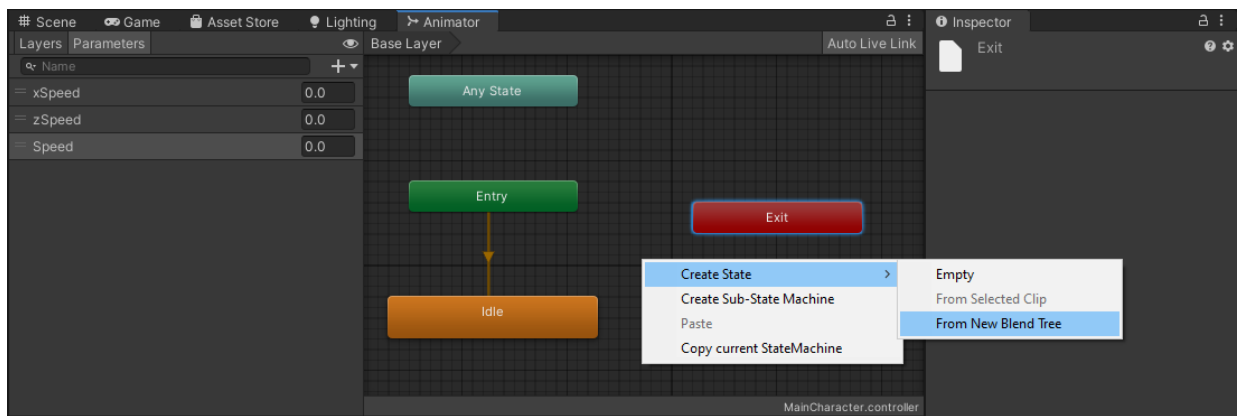 Scene Game Asset Store Lighting Animator Inspector
Layers Parameters Base Layer Auto Live Link Exit
Name
xSpeed 0.0
zSpeed 0.0
Speed 0.0
Any State
Entry
Exit
Idle
Create State > Empty
Create Sub-State Machine From Selected Clip
Paste From New Blend Tree
Copy current StateMachine
MainCharacter.controller